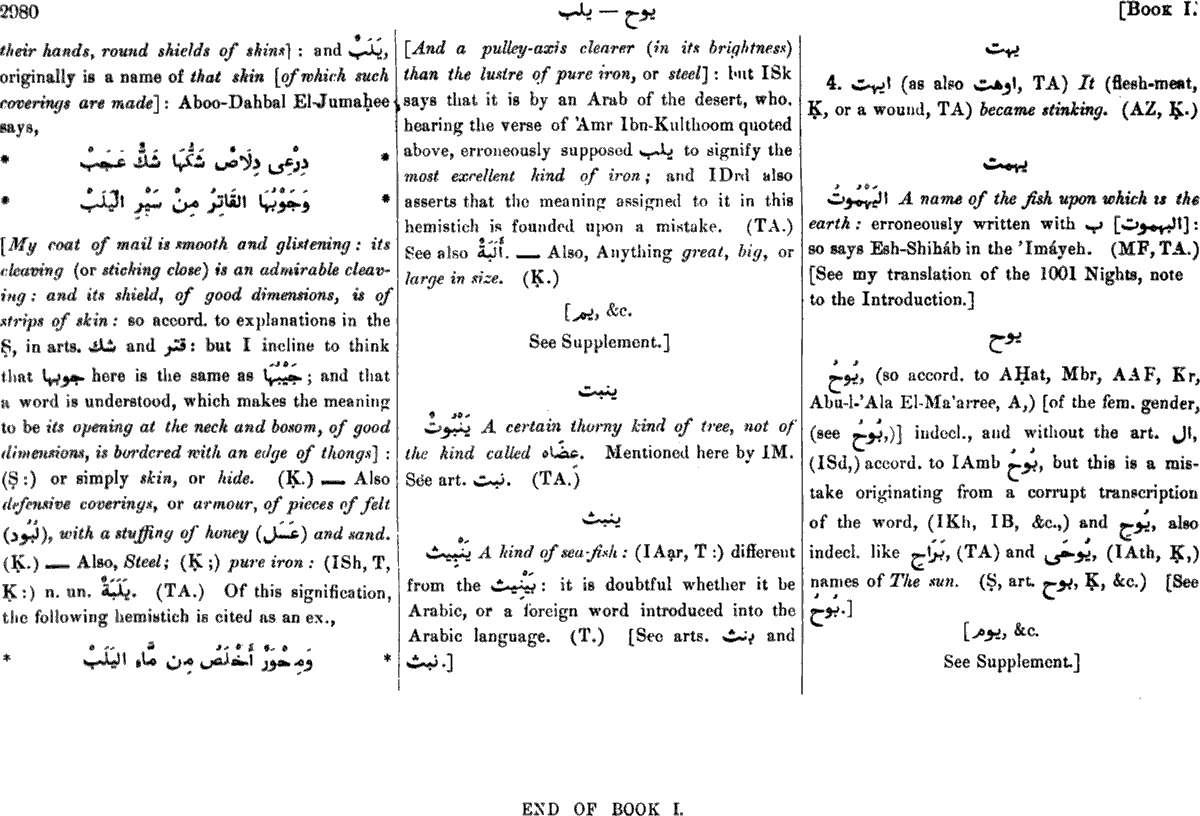 2980
يلب — يوح
[Book I.
their hands, round shields of skins] : and يَلَبٌ,
originally is a name of that skin [of which such
coverings are made] : Aboo-Dahbal El-Jumaḥee
says,
* دِرْعِى دِلَاصٌ شَكُّهَا شَكٌّ عَجَبْ *
* وَجَوْبُهَا القَاتِرُ مِنْ سَيْرِ الْيَلَبْ *
[My coat of mail is smooth and glistening : its
cleaving (or sticking close) is an admirable cleav-
ing : and its shield, of good dimensions, is of
strips of skin : so accord. to explanations in the
Ṣ, in arts. شك and قتر : but I incline to think
that جوبها here is the same as جَيْبُهَا ; and that
a word is understood, which makes the meaning
to be its opening at the neck and bosom, of good
dimensions, is bordered with an edge of thongs] :
(Ṣ :) or simply skin, or hide. (Ḳ.) — Also
defensive coverings, or armour, of pieces of felt
(لُبُود), with a stuffing of honey (عَسَل) and sand.
(Ḳ.) — Also, Steel; (Ḳ ;) pure iron : (ISh, T,
Ḳ :) n. un. يَلَبَةٌ. (TA.) Of this signification,
the following hemistich is cited as an ex.,
* وَمِحْوَرٌ أُخْلَصُ مِن مَّاءِ اليَلَبْ *
[And a pulley-axis clearer (in its brightness)
than the lustre of pure iron, or steel] : but ISk
says that it is by an Arab of the desert, who.
hearing the verse of 'Amr Ibn-Kulthoom quoted
above, erroneously supposed يلب to signify the
most excellent kind of iron ; and IDrd also
asserts that the meaning assigned to it in this
hemistich is founded upon a mistake. (TA.)
See also أَلَبَةٌ. — Also, Anything great, big, or
large in size. (Ḳ.)
[يم, &c.
See Supplement.]
ينبت
يَنْبُوتٌ A certain thorny kind of tree, not of
the kind called عِضَاه. Mentioned here by IM.
See art. نبت. (TA.)
ينبث
يَنْبِيث A kind of sea-fish : (IAạr, T :) different
from the بَيْنِيث : it is doubtful whether it be
Arabic, or a foreign word introduced into the
Arabic language. (T.) [See arts. بنث and
نبث.]
يهت
4. ايهت (as also اوهت, TA) It (flesh-meat,
Ḳ, or a wound, TA) became stinking. (AZ, Ḳ.)
يهمت
اليَهْمُوتُ A name of the fish upon which is the
earth : erroneously written with ب [البهموت] :
so says Esh-Shiháb in the 'Imáyeh. (MF, TA.)
[See my translation of the 1001 Nights, note
to the Introduction.]
يوح
يُوحُ, (so accord. to AḤat, Mbr, AAF, Kr,
Abu-l-'Ala El-Ma'arree, A,) [of the fem. gender,
(see بُوحُ,)] indecl., and without the art. ال,
(ISd,) accord. to IAmb بُوحُ, but this is a mis-
take originating from a corrupt transcription
of the word, (IKh, IB, &c.,) and يُوحِ, also
indecl. like بَرَاحِ, (TA) and يُوحَى, (IAth, Ḳ,)
names of The sun. (Ṣ, art. بوح, Ḳ, &c.) [See
بُوحُ.]
[يوم, &c.
See Supplement.]
END OF BOOK I.